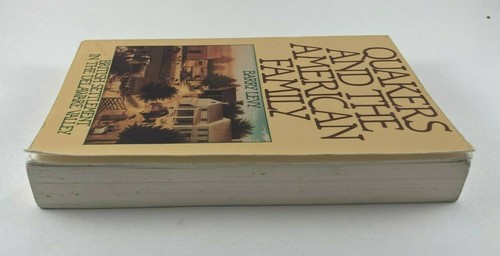 QUAKERS
AND THE
AMERICAN
FAMILY
BARRY LEVY
BRITISH SETTLEMENT
IN THE DELAWARE VALLEY